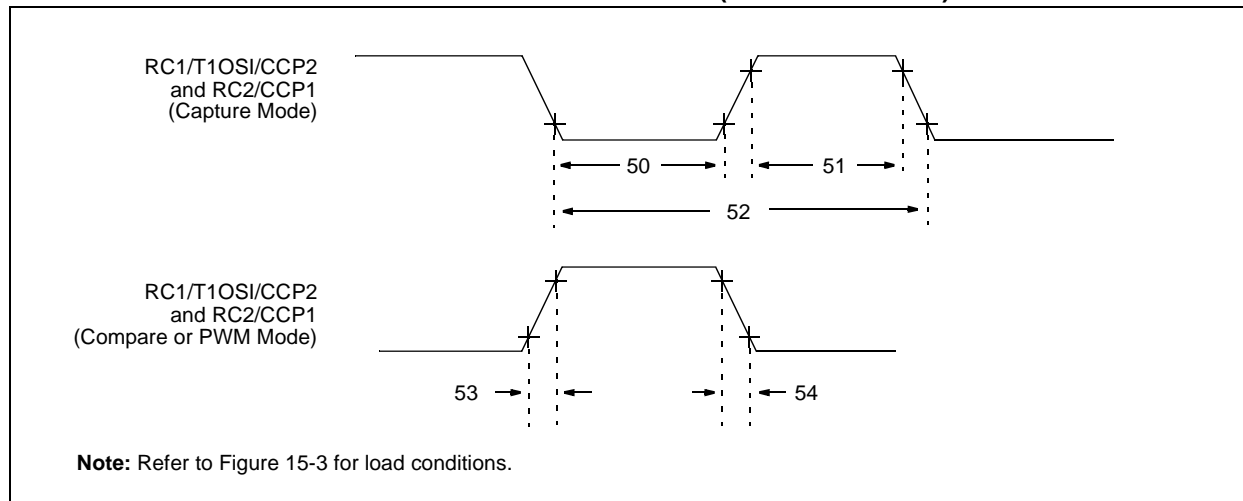 RC1/T1OSI/CCP2
and RC2/CCP1
(Capture Mode)
50
51
52
RC1/T1OSI/CCP2
and RC2/CCP1
(Compare or PWM Mode)
53
54
Note: Refer to Figure 15-3 for load conditions.